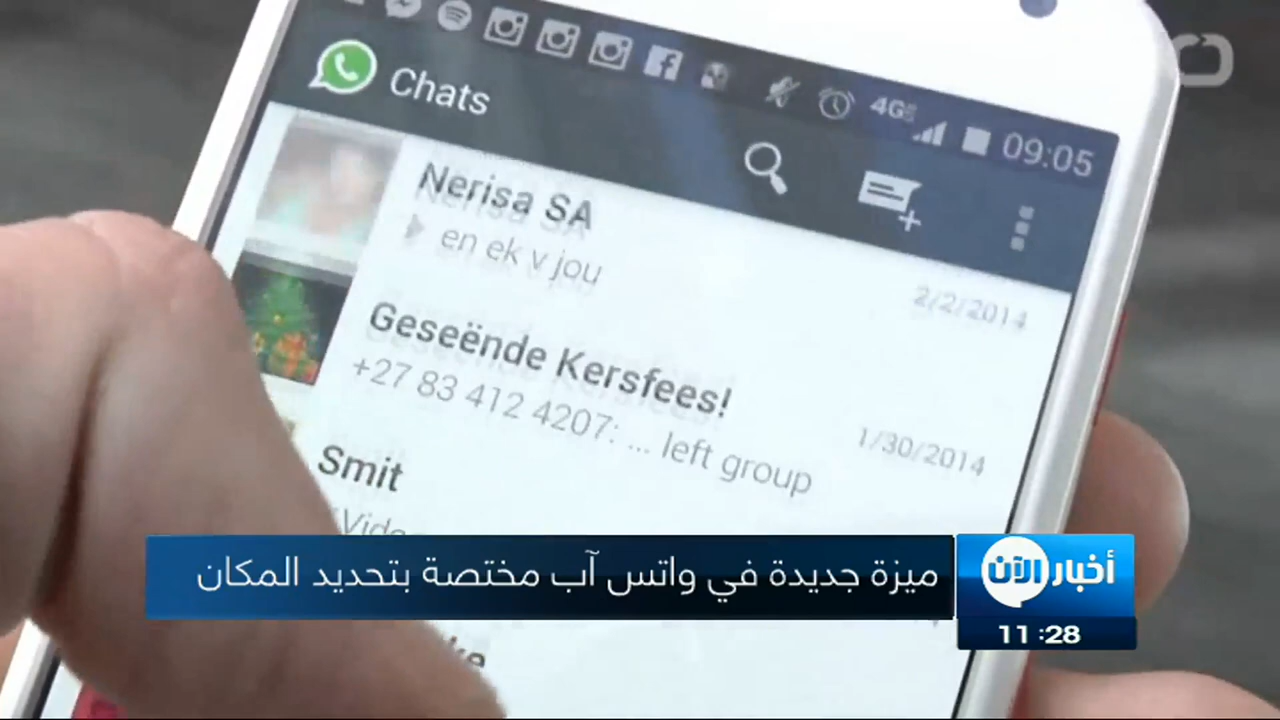 4G
09:05
Chats
Nerisa SA
en ek v jou
2/2/2014
Geseënde Kersfees!
+27 83 412 4207: ... left group
1/30/2014
Smit
ميزة جديدة في واتس آب مختصة بتحديد المكان
أخبار الآن
11:28